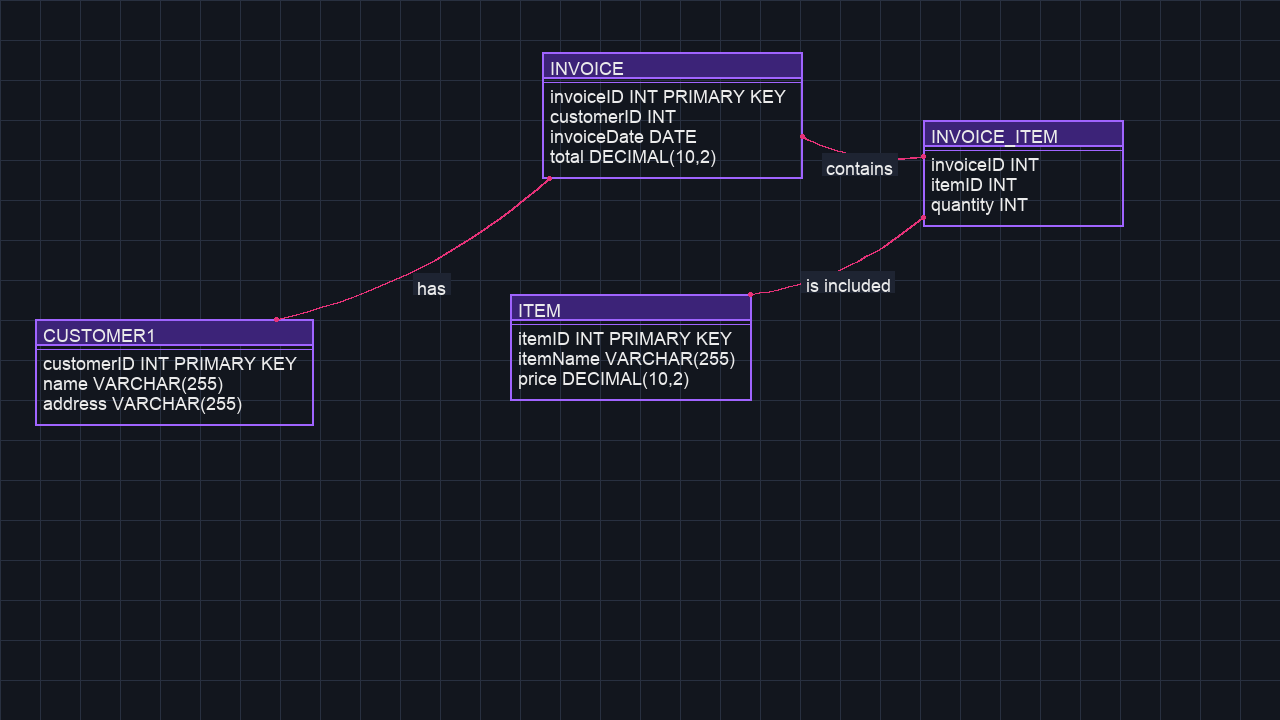 INVOICE
invoiceID INT PRIMARY KEY
customerID INT
invoiceDate DATE
total DECIMAL(10,2)
INVOICE_ITEM
invoiceID INT
itemID INT
quantity INT
contains
has
is included
ITEM
itemID INT PRIMARY KEY
itemName VARCHAR(255)
price DECIMAL(10,2)
CUSTOMER1
customerID INT PRIMARY KEY
name VARCHAR(255)
address VARCHAR(255)